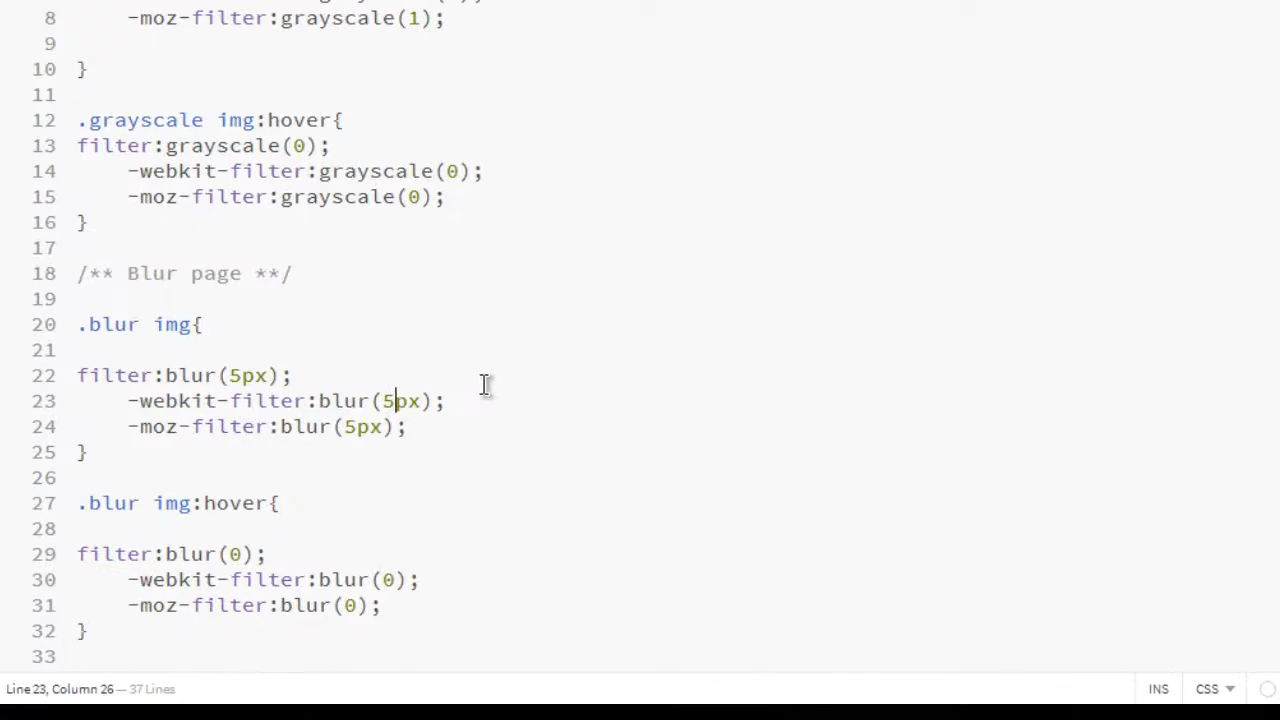 8 -moz-filter:grayscale(1);
9
10 }
11
12 .grayscale img:hover{
13 filter:grayscale(0);
14 -webkit-filter:grayscale(0);
15 -moz-filter:grayscale(0);
16 }
17
18 /** Blur page **/
19
20 .blur img{
21
22 filter:blur(5px);
23 -webkit-filter:blur(5px);
24 -moz-filter:blur(5px);
25 }
26
27 .blur img:hover{
28
29 filter:blur(0);
30 -webkit-filter:blur(0);
31 -moz-filter:blur(0);
32 }
33
Line 23, Column 26 — 37 Lines INS CSS